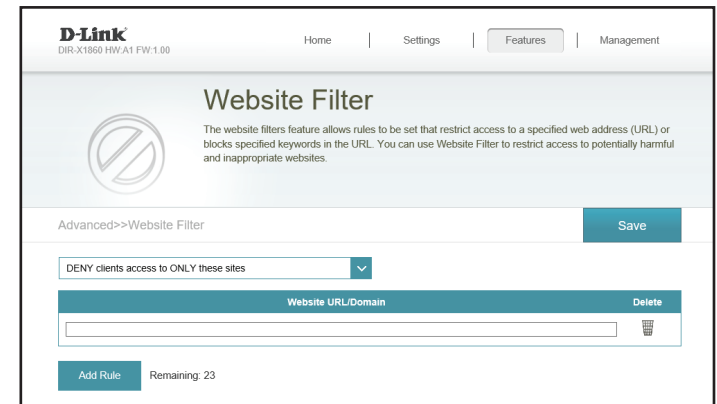 D-Link
DIR-X1860 HW:A1 FW:1.00
Home
Settings
Features
Management
Website Filter
The website filters feature allows rules to be set that restrict access to a specified web address (URL) or
blocks specified keywords in the URL. You can use Website Filter to restrict access to potentially harmful
and inappropriate websites.
Advanced>>Website Filter
Save
DENY clients access to ONLY these sites
Website URL/Domain
Delete
Add Rule
Remaining: 23